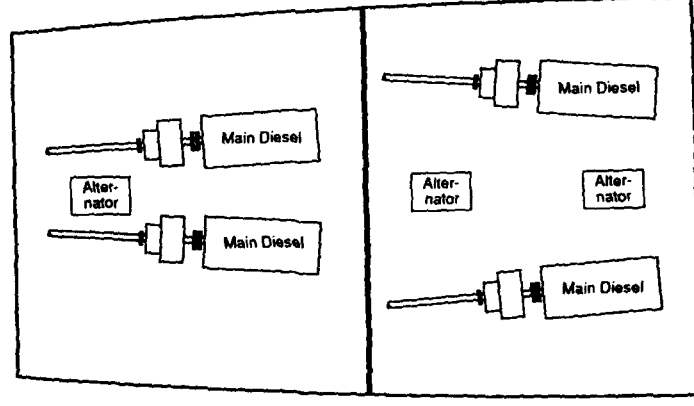 Main Diesel
Main Diesel
Alter-
nator
Alter-
nator
Alter-
nator
Main Diesel
Main Diesel